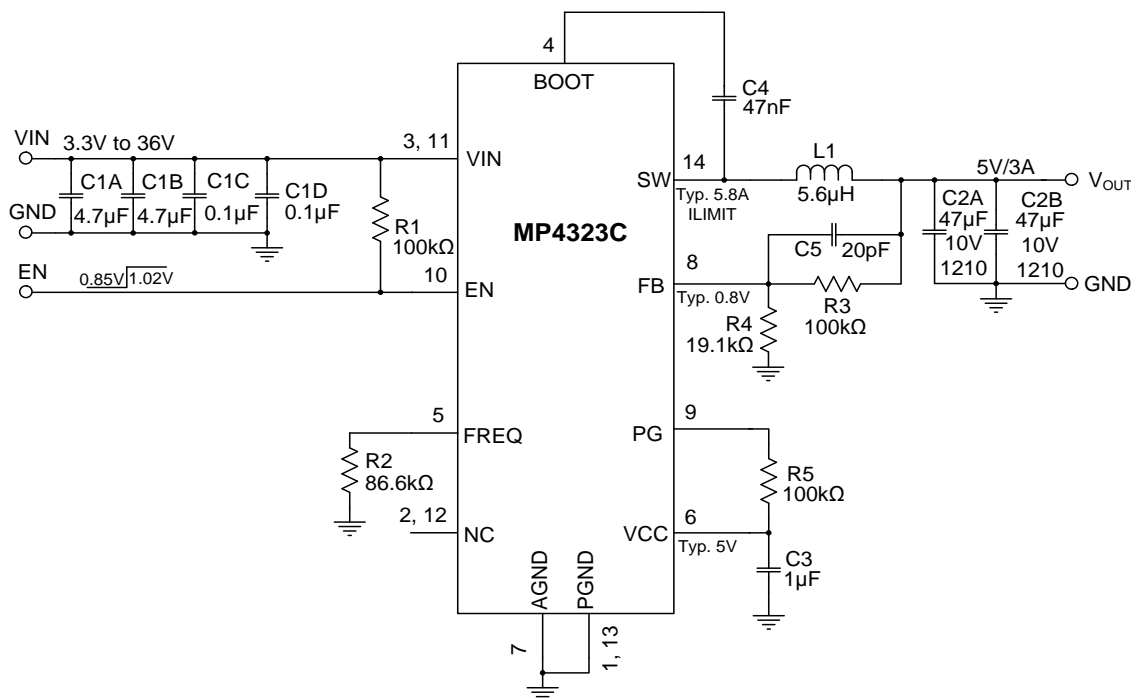 4
BOOT
C4
47nF
VIN
3.3V to 36V
3, 11
VIN
C1A
4.7µF
C1B
4.7µF
C1C
0.1µF
C1D
0.1µF
GND
R1
100kΩ
EN
0.85V
1.02V
10
EN
MP4323C
14
SW
Typ. 5.8A
ILIMIT
L1
5.6µH
5V/3A
VOUT
C2A
47µF
10V
1210
C2B
47µF
10V
1210
GND
C5
20pF
8
FB
Typ. 0.8V
R3
100kΩ
R4
19.1kΩ
5
FREQ
R2
86.6kΩ
9
PG
R5
100kΩ
2, 12
NC
6
VCC
Typ. 5V
C3
1µF
AGND
PGND
7
1, 13